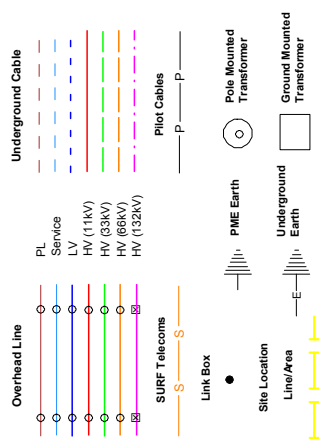 Overhead Line
Underground Cable
PL
Service
LV
HV (11kV)
HV (33kV)
HV (66kV)
HV (132kV)
SURF Telecoms
S
S
Pilot Cables
P
P
Link Box
PME Earth
Pole Mounted
Transformer
Site Location
Line/Area
E
Underground
Earth
Ground Mounted
Transformer